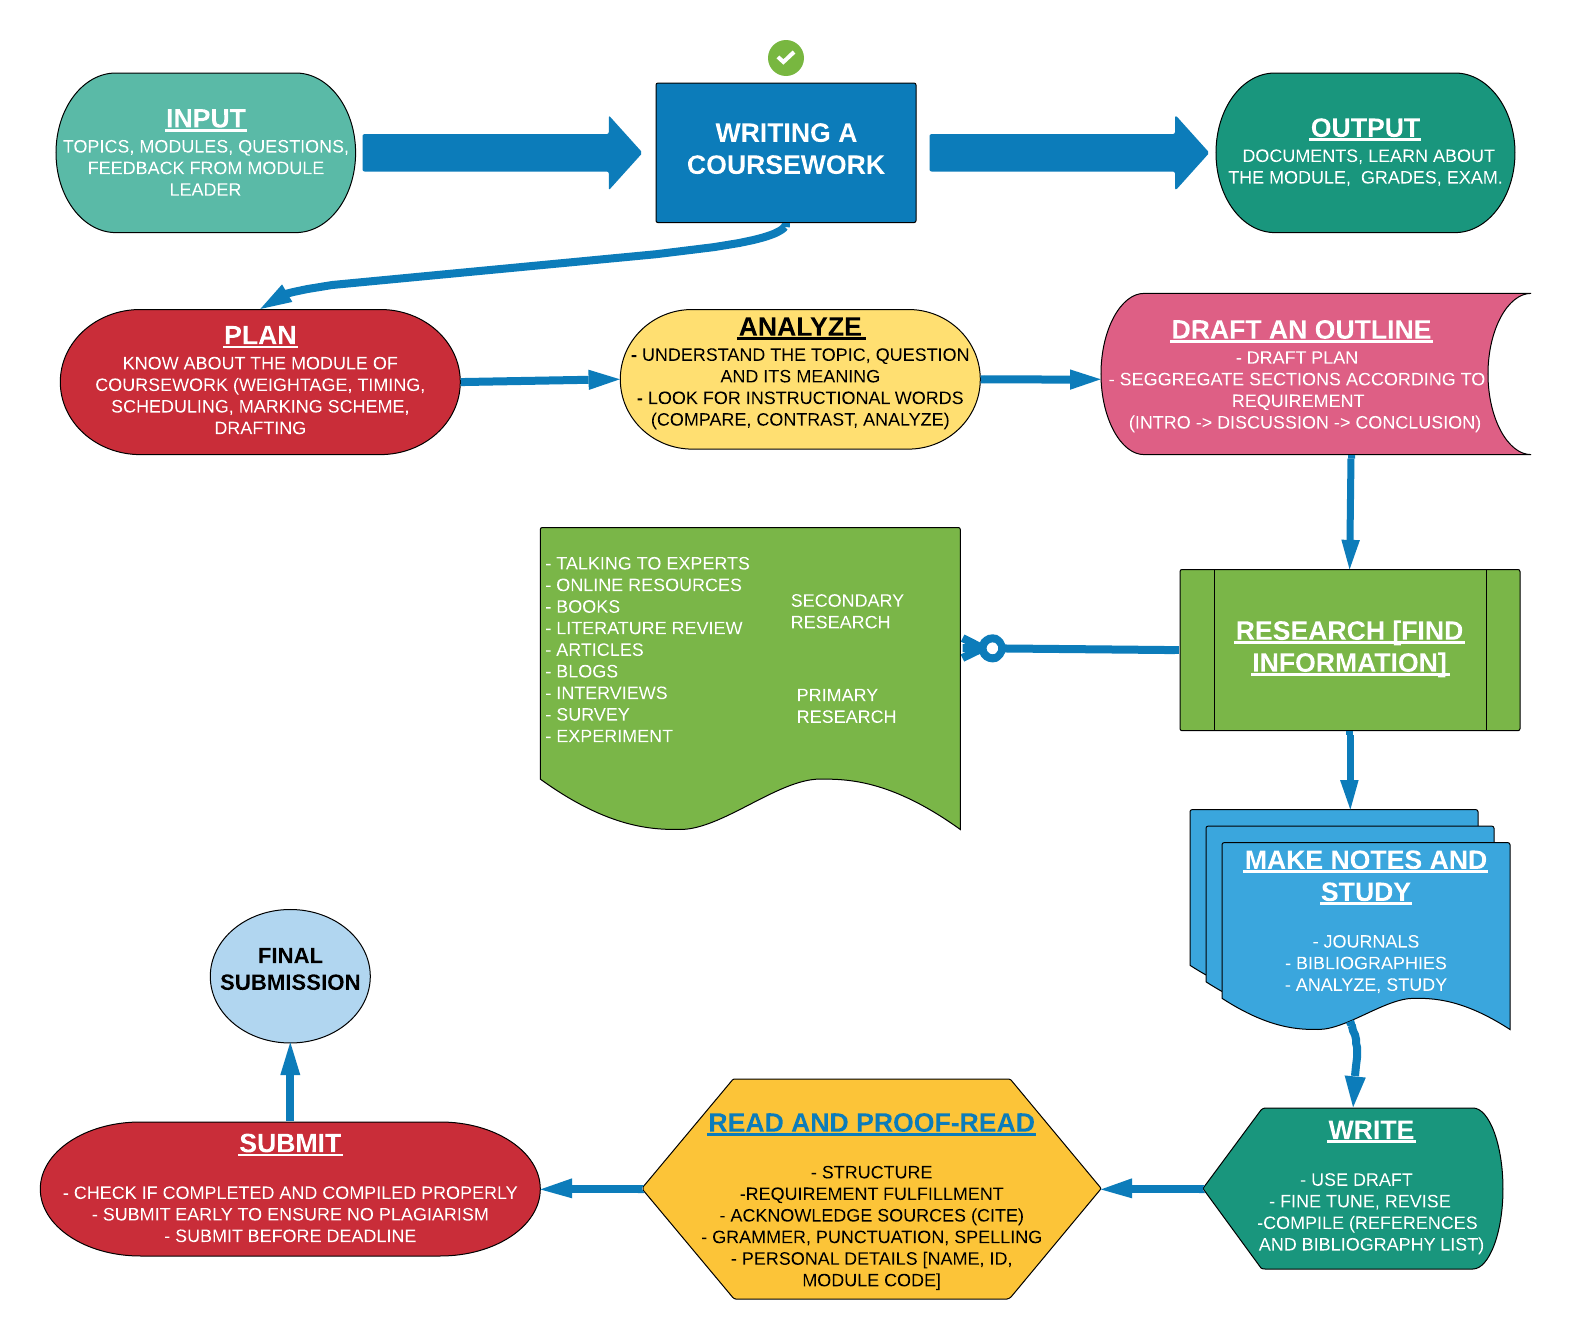 INPUT
TOPICS, MODULES, QUESTIONS,
FEEDBACK FROM MODULE
LEADER
WRITING A
COURSEWORK
OUTPUT
DOCUMENTS, LEARN ABOUT
THE MODULE, GRADES, EXAM.
PLAN
KNOW ABOUT THE MODULE OF
COURSEWORK (WEIGHTAGE, TIMING,
SCHEDULING, MARKING SCHEME,
DRAFTING
ANALYZE
- UNDERSTAND THE TOPIC, QUESTION
AND ITS MEANING
- LOOK FOR INSTRUCTIONAL WORDS
(COMPARE, CONTRAST, ANALYZE)
DRAFT AN OUTLINE
- DRAFT PLAN
- SEGGREGATE SECTIONS ACCORDING TO
REQUIREMENT
(INTRO -> DISCUSSION -> CONCLUSION)
RESEARCH [FIND
INFORMATION]
- TALKING TO EXPERTS
- ONLINE RESOURCES
- BOOKS
- LITERATURE REVIEW
- ARTICLES
- BLOGS
- INTERVIEWS
- SURVEY
- EXPERIMENT
SECONDARY
RESEARCH
PRIMARY
RESEARCH
MAKE NOTES AND
STUDY
- JOURNALS
- BIBLIOGRAPHIES
- ANALYZE, STUDY
WRITE
- USE DRAFT
- FINE TUNE, REVISE
-COMPILE (REFERENCES
AND BIBLIOGRAPHY LIST)
READ AND PROOF-READ
- STRUCTURE
-REQUIREMENT FULFILLMENT
- ACKNOWLEDGE SOURCES (CITE)
- GRAMMER, PUNCTUATION, SPELLING
- PERSONAL DETAILS [NAME, ID,
MODULE CODE]
SUBMIT
- CHECK IF COMPLETED AND COMPILED PROPERLY
- SUBMIT EARLY TO ENSURE NO PLAGIARISM
- SUBMIT BEFORE DEADLINE
FINAL
SUBMISSION